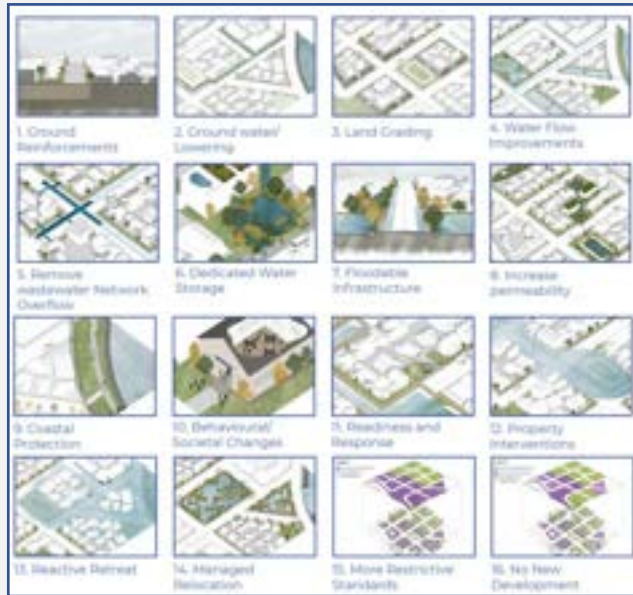 1. Ground
Reinforcements
2. Ground water/
Lowering
3. Land Grading
4. Water Flow
Improvements
5. Remove
wastewater Network
Overflow
6. Dedicated Water
Storage
7. Floodable
Infrastructure
8. Increase
permeability
9. Coastal
Protection
10. Behavioural/
Societal Changes
11. Readiness and
Response
12. Property
Interventions
13. Reactive Retreat
14. Managed
Relocation
15. More Restrictive
Standards
16. No New
Development